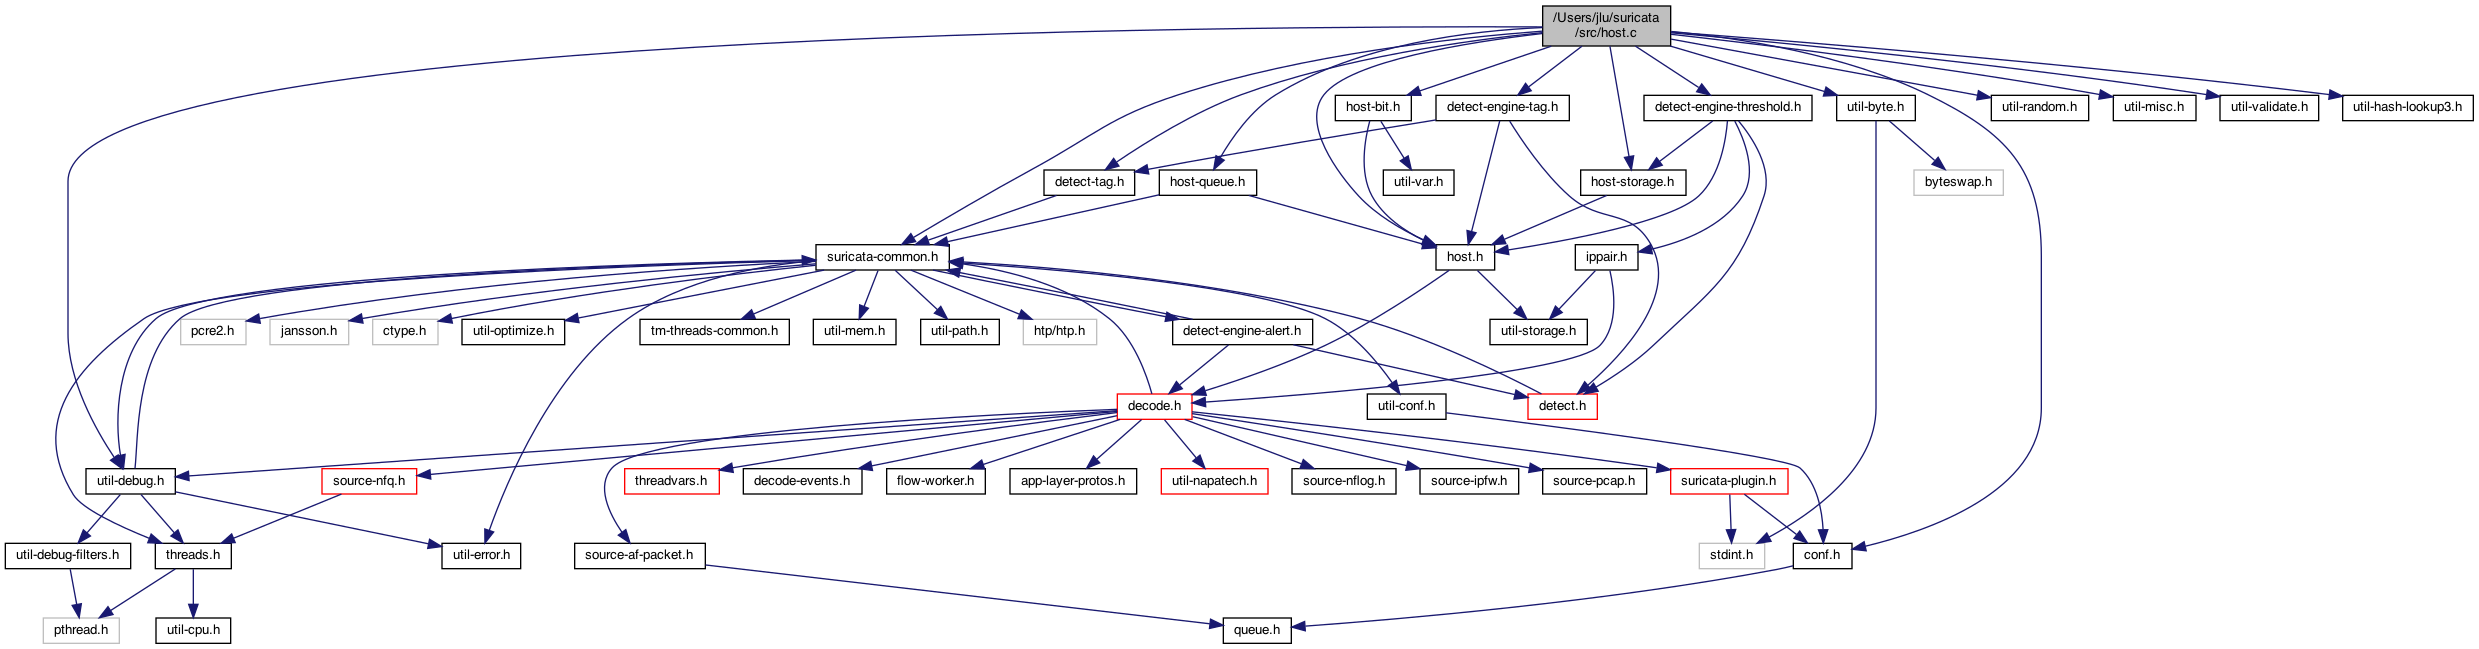 /Users/jlu/suricata
/src/host.c
host-bit.h
detect-engine-tag.h
detect-engine-threshold.h
util-byte.h
util-random.h
util-misc.h
util-validate.h
util-hash-lookup3.h
detect-tag.h
host-queue.h
util-var.h
host-storage.h
byteswap.h
suricata-common.h
host.h
ippair.h
pcre2.h
jansson.h
ctype.h
util-optimize.h
tm-threads-common.h
util-mem.h
util-path.h
htp/htp.h
detect-engine-alert.h
util-storage.h
decode.h
util-conf.h
detect.h
util-debug.h
source-nfq.h
threadvars.h
decode-events.h
flow-worker.h
app-layer-protos.h
util-napatech.h
source-nflog.h
source-ipfw.h
source-pcap.h
suricata-plugin.h
util-debug-filters.h
threads.h
util-error.h
source-af-packet.h
stdint.h
conf.h
pthread.h
util-cpu.h
queue.h